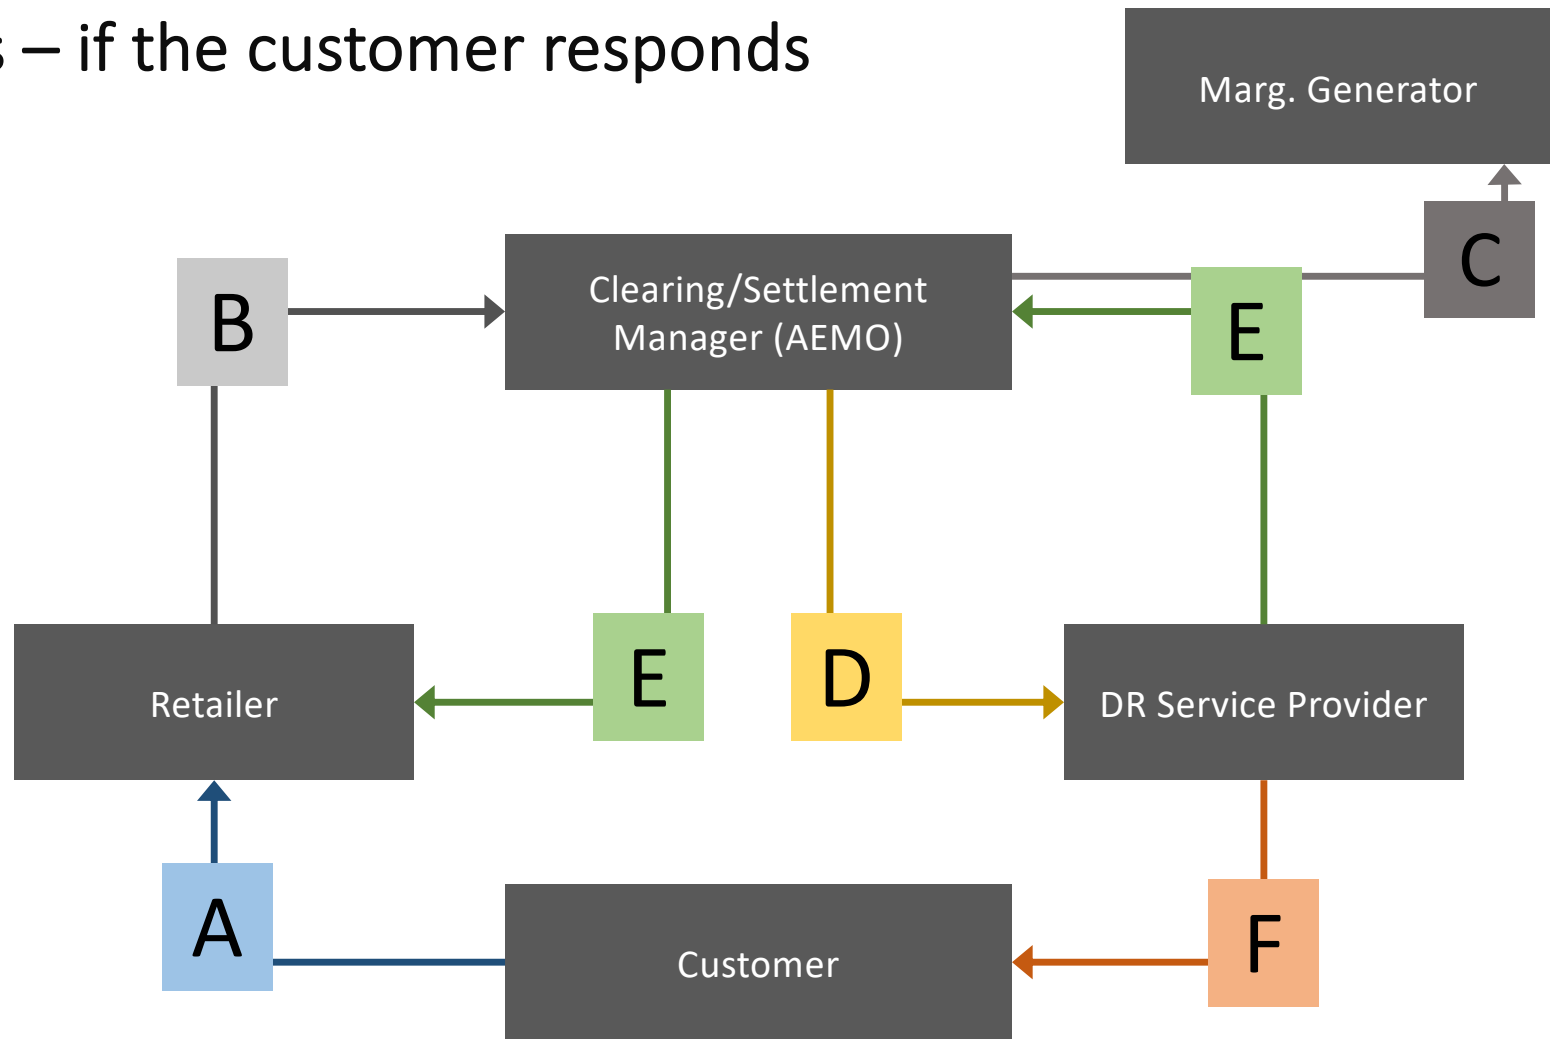 s – if the customer responds
Marg. Generator
C
B
Clearing/Settlement
Manager (AEMO)
E
E
D
Retailer
DR Service Provider
A
Customer
F